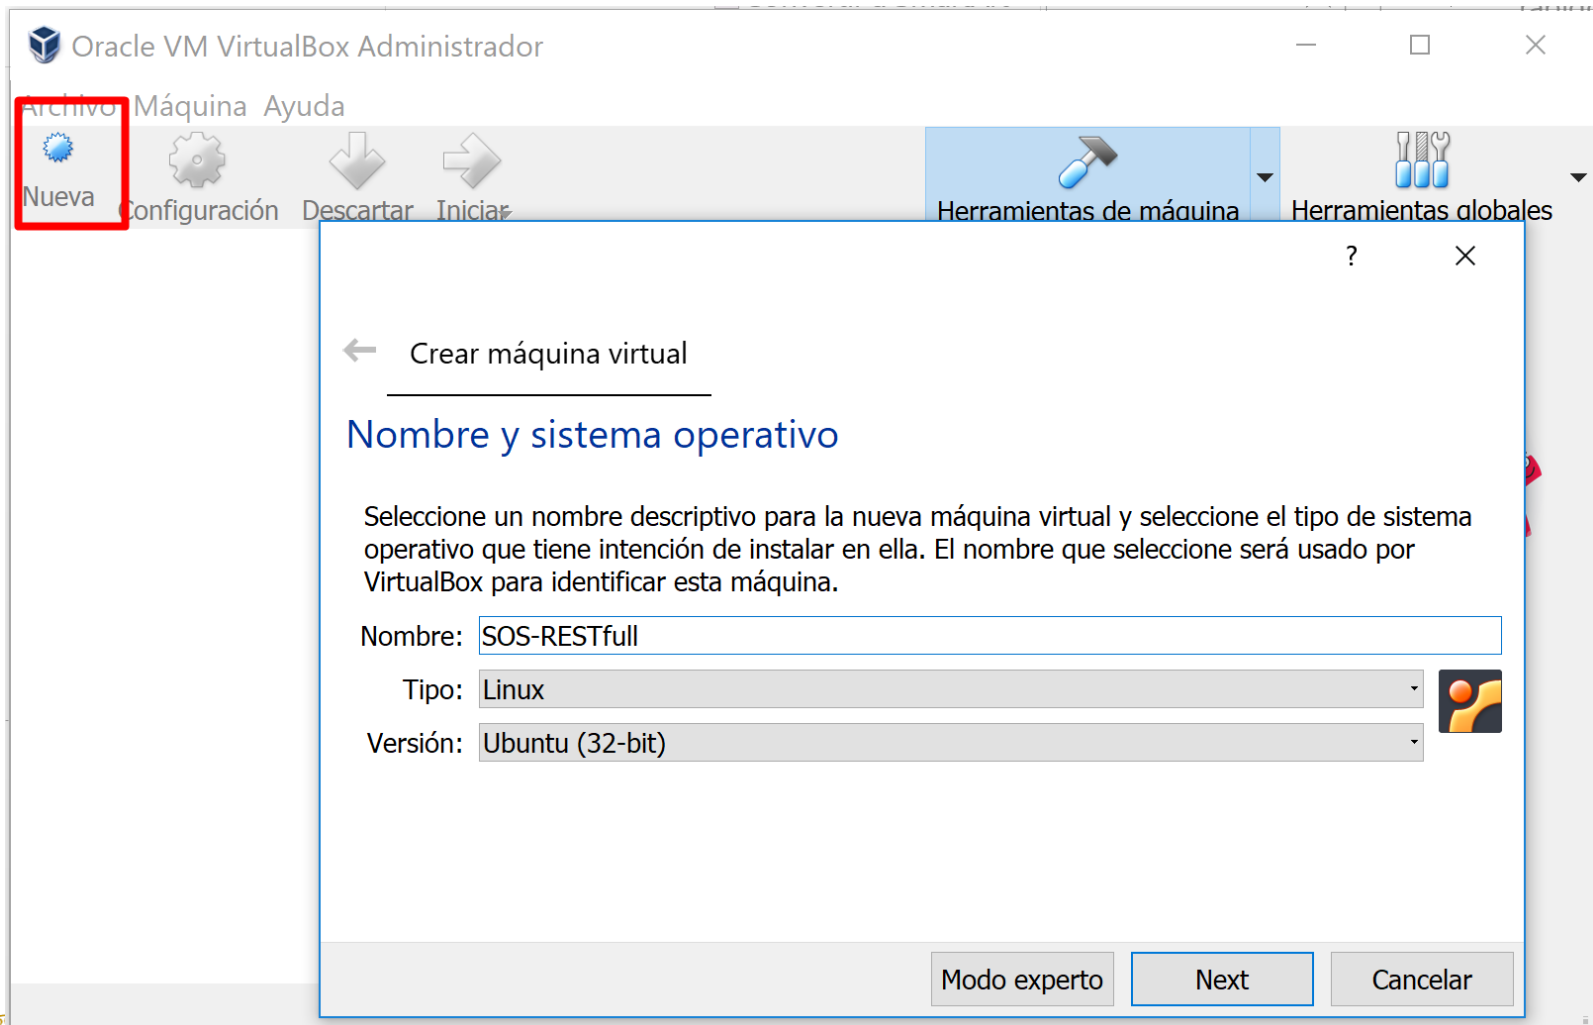 Oracle VM VirtualBox Administrador
Archivo Máquina Ayuda
Nueva Configuración Descartar Iniciar Herramientas de máquina Herramientas globales
?
Crear máquina virtual
Nombre y sistema operativo
Seleccione un nombre descriptivo para la nueva máquina virtual y seleccione el tipo de sistema
operativo que tiene intención de instalar en ella. El nombre que seleccione será usado por
VirtualBox para identificar esta máquina.
Nombre: SOS-RESTfull
Tipo: Linux
Versión: Ubuntu (32-bit)
Modo experto Next Cancelar